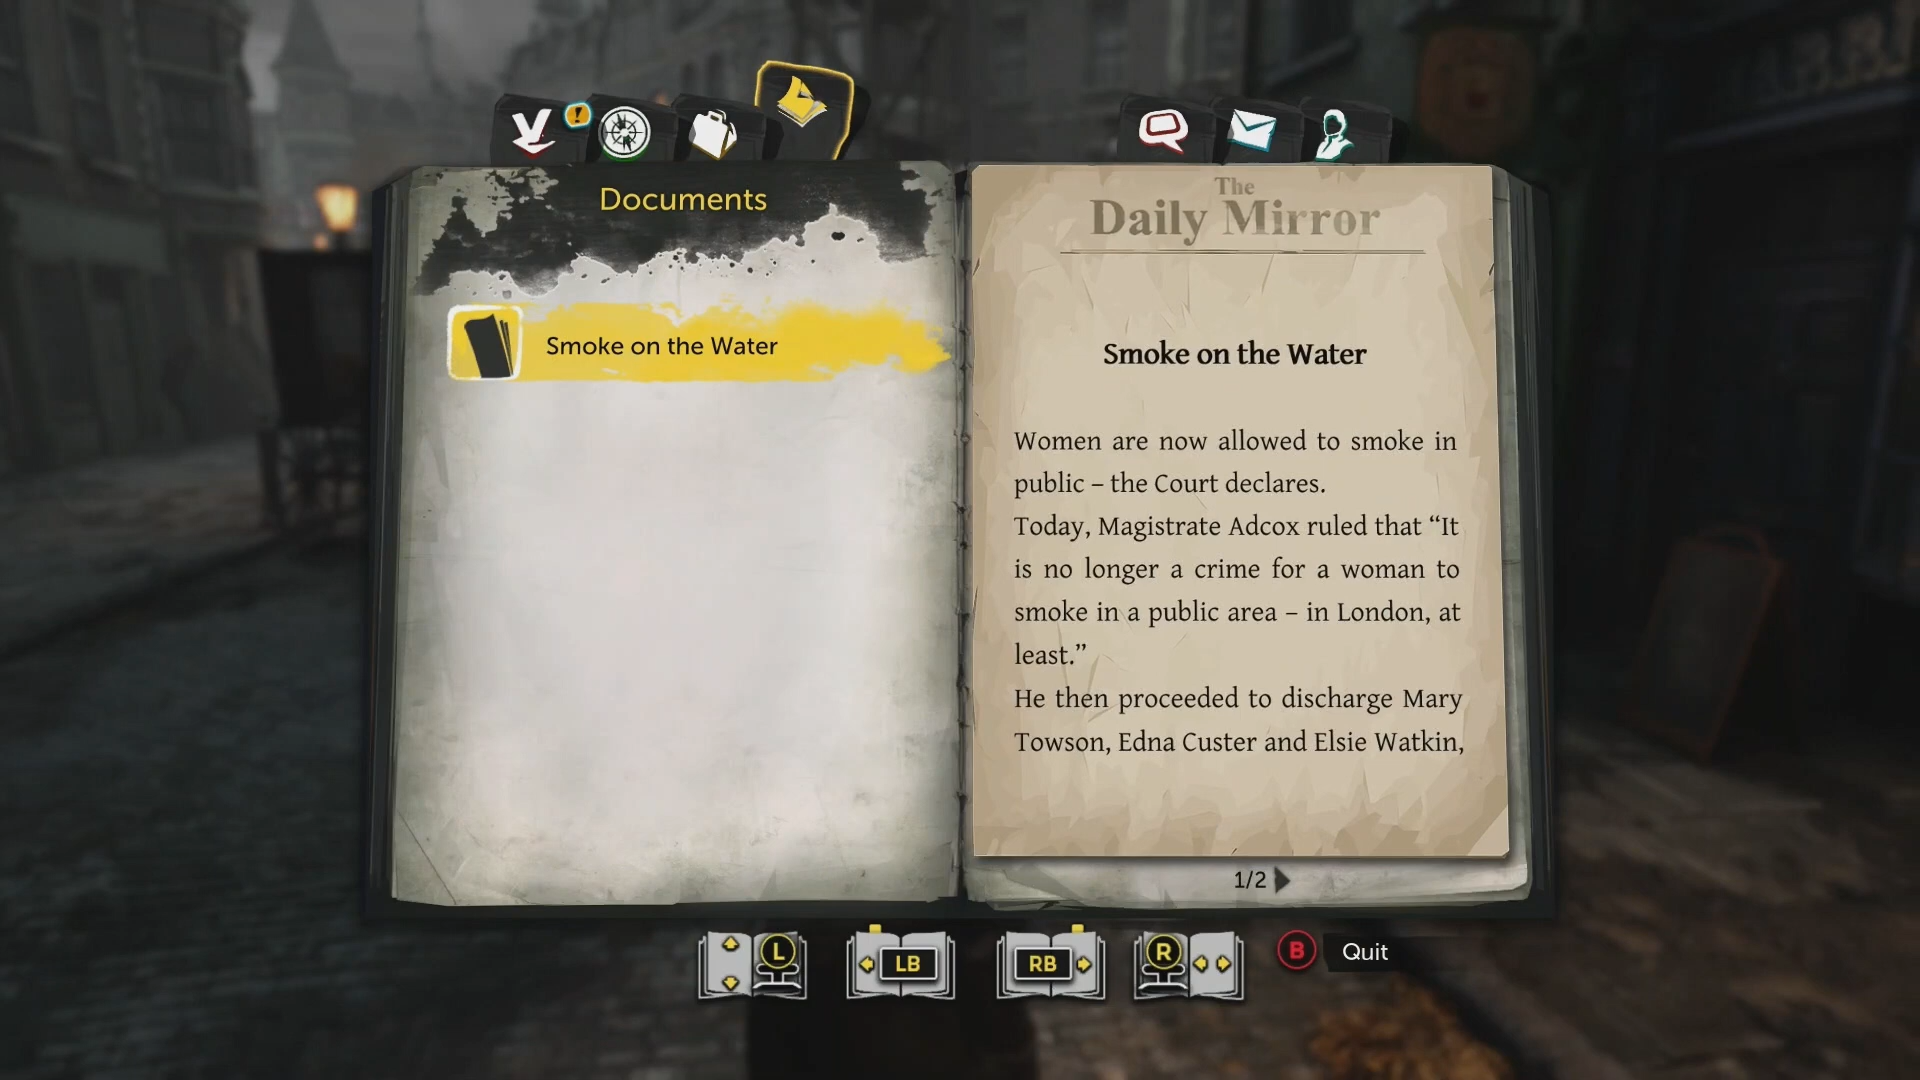 Documents
Smoke on the Water
The
Daily Mirror
Smoke on the Water
Women are now allowed to smoke in
public – the Court declares.
Today, Magistrate Adcox ruled that “It
is no longer a crime for a woman to
smoke in a public area – in London, at
least.”
He then proceeded to discharge Mary
Towson, Edna Custer and Elsie Watkin,
1/2
L
LB
RB
R
B Quit